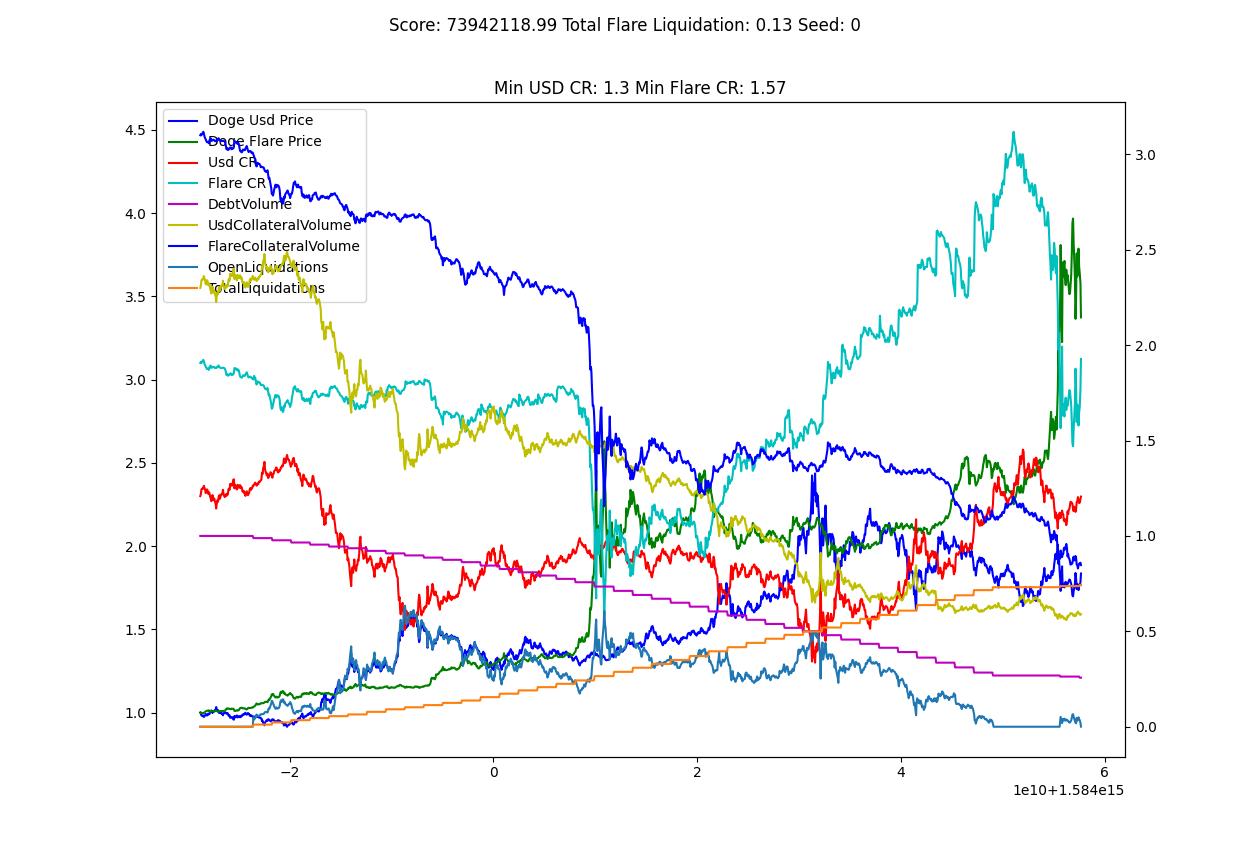 Score: 73942118.99 Total Flare Liquidation: 0.13 Seed: 0
Min USD CR: 1.3 Min Flare CR: 1.57
Doge Usd Price
Doge Flare Price
Usd CR
Flare CR
DebtVolume
UsdCollateralVolume
FlareCollateralVolume
OpenLiquidations
TotalLiquidations
4.5
4.0
3.5
3.0
2.5
2.0
1.5
1.0
3.0
2.5
2.0
1.5
1.0
0.5
0.0
−2
0
2
4
6
1e10+1.584e15